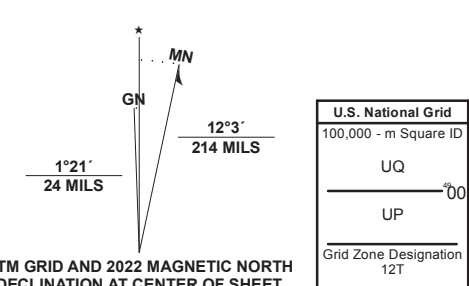 ★
MN
GN
12°3´
214 MILS
1°21´
24 MILS
TM GRID AND 2022 MAGNETIC NORTH
DECLINATION AT CENTER OF SHEET
U.S. National Grid
100,000 - m Square ID
UQ
4900
UP
Grid Zone Designation
12T